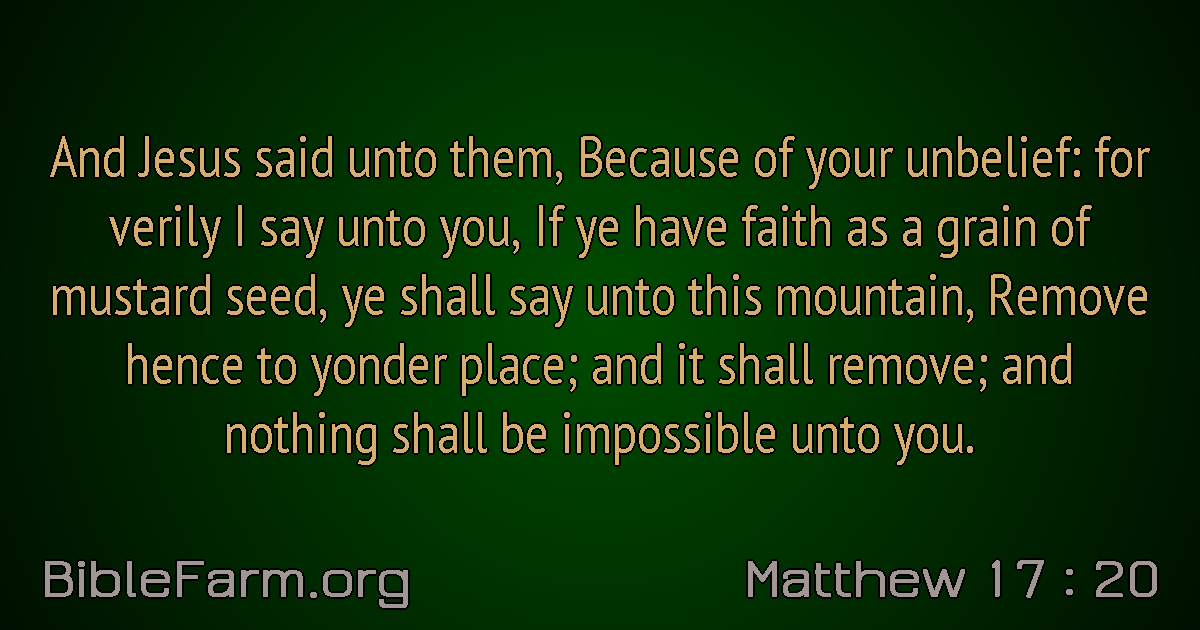 And Jesus said unto them, Because of your unbelief: for
verily I say unto you, If ye have faith as a grain of
mustard seed, ye shall say unto this mountain, Remove
hence to yonder place; and it shall remove; and
nothing shall be impossible unto you.
BibleFarm.org
Matthew 17 : 20